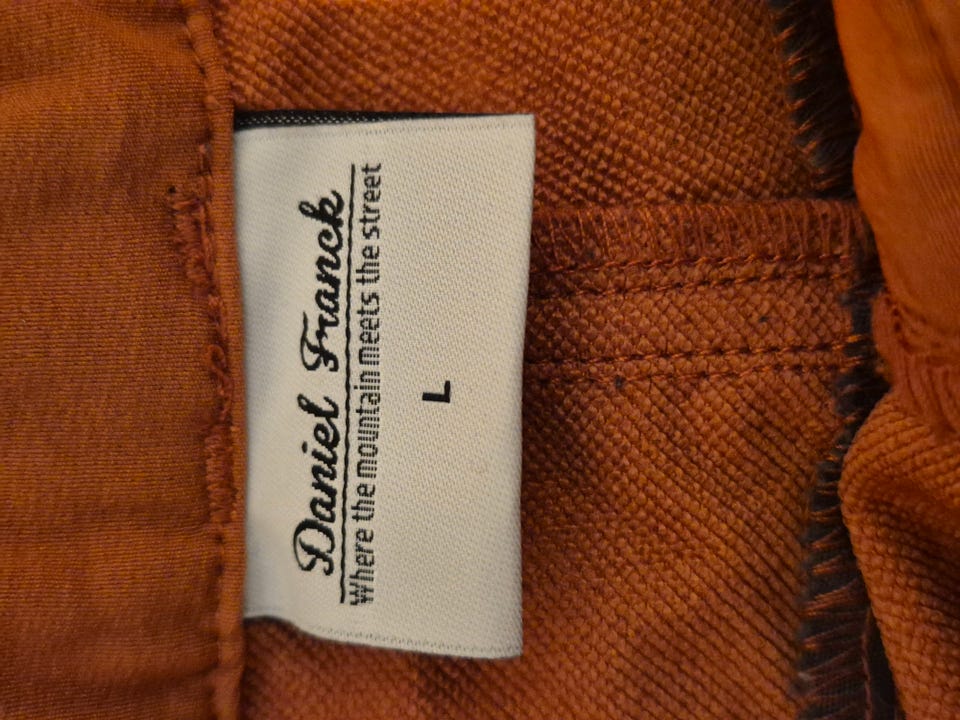 Daniel Franck
Where the mountain meets the street
L